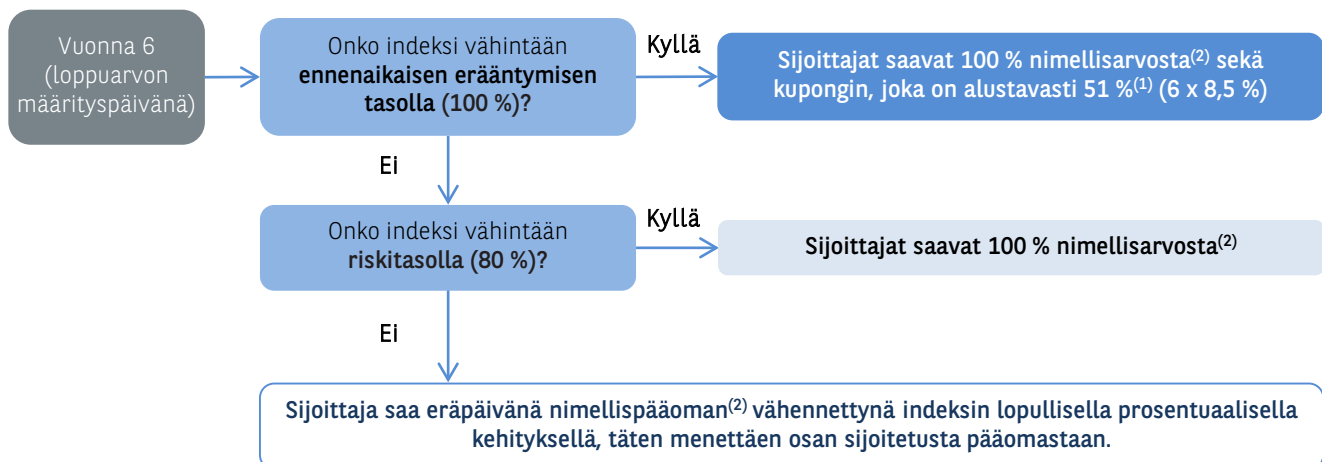 Vuonna 6
(loppuarvon
määrityspäivänä)
Onko indeksi vähintään
ennenaikaisen erääntymisen
tasolla (100 %)?
Kyllä
Sijoittajat saavat 100 % nimellisarvosta(2) sekä
kupongin, joka on alustavasti 51 %(1) (6 x 8,5 %)
Ei
Onko indeksi vähintään
riskitasolla (80 %)?
Kyllä
Sijoittajat saavat 100 % nimellisarvosta(2)
Ei
Sijoittaja saa eräpäivänä nimellispääoman(2) vähennettynä indeksin lopullisella prosentuaalisella
kehityksellä, täten menettäen osan sijoitetusta pääomastaan.